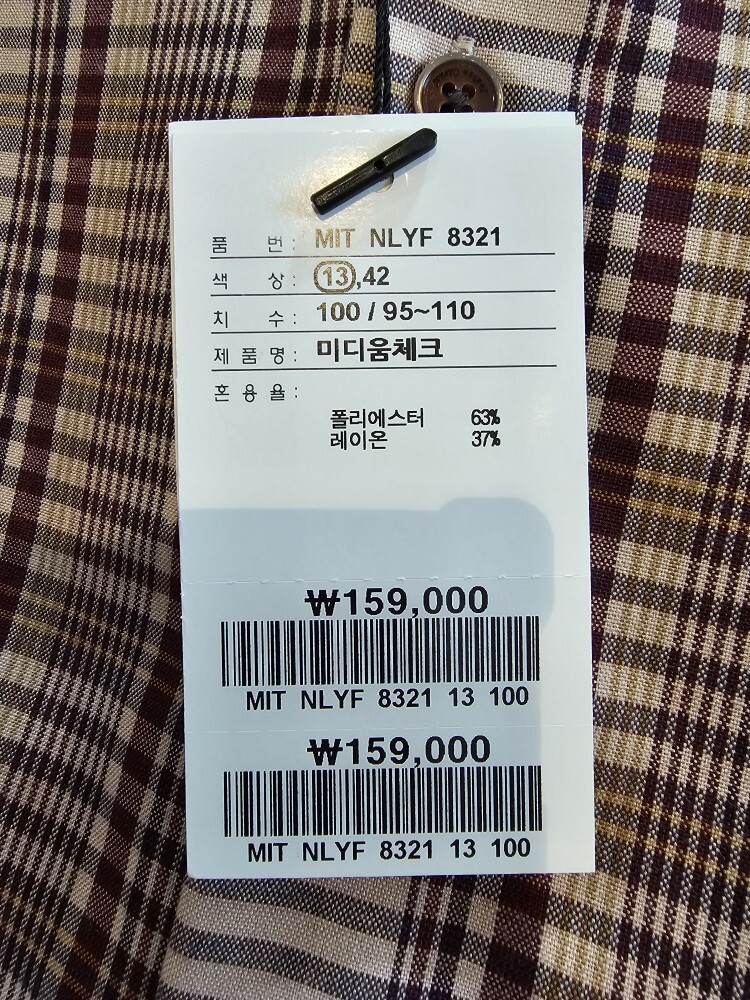 품 번 : MIT NLYF 8321
색 상 : 13,42
치 수 : 100 / 95~110
제 품 명 : 미디움체크
혼 용 율 :
폴리에스터 63%
레이온 37%
₩159,000
MIT NLYF 8321 13 100
₩159,000
MIT NLYF 8321 13 100